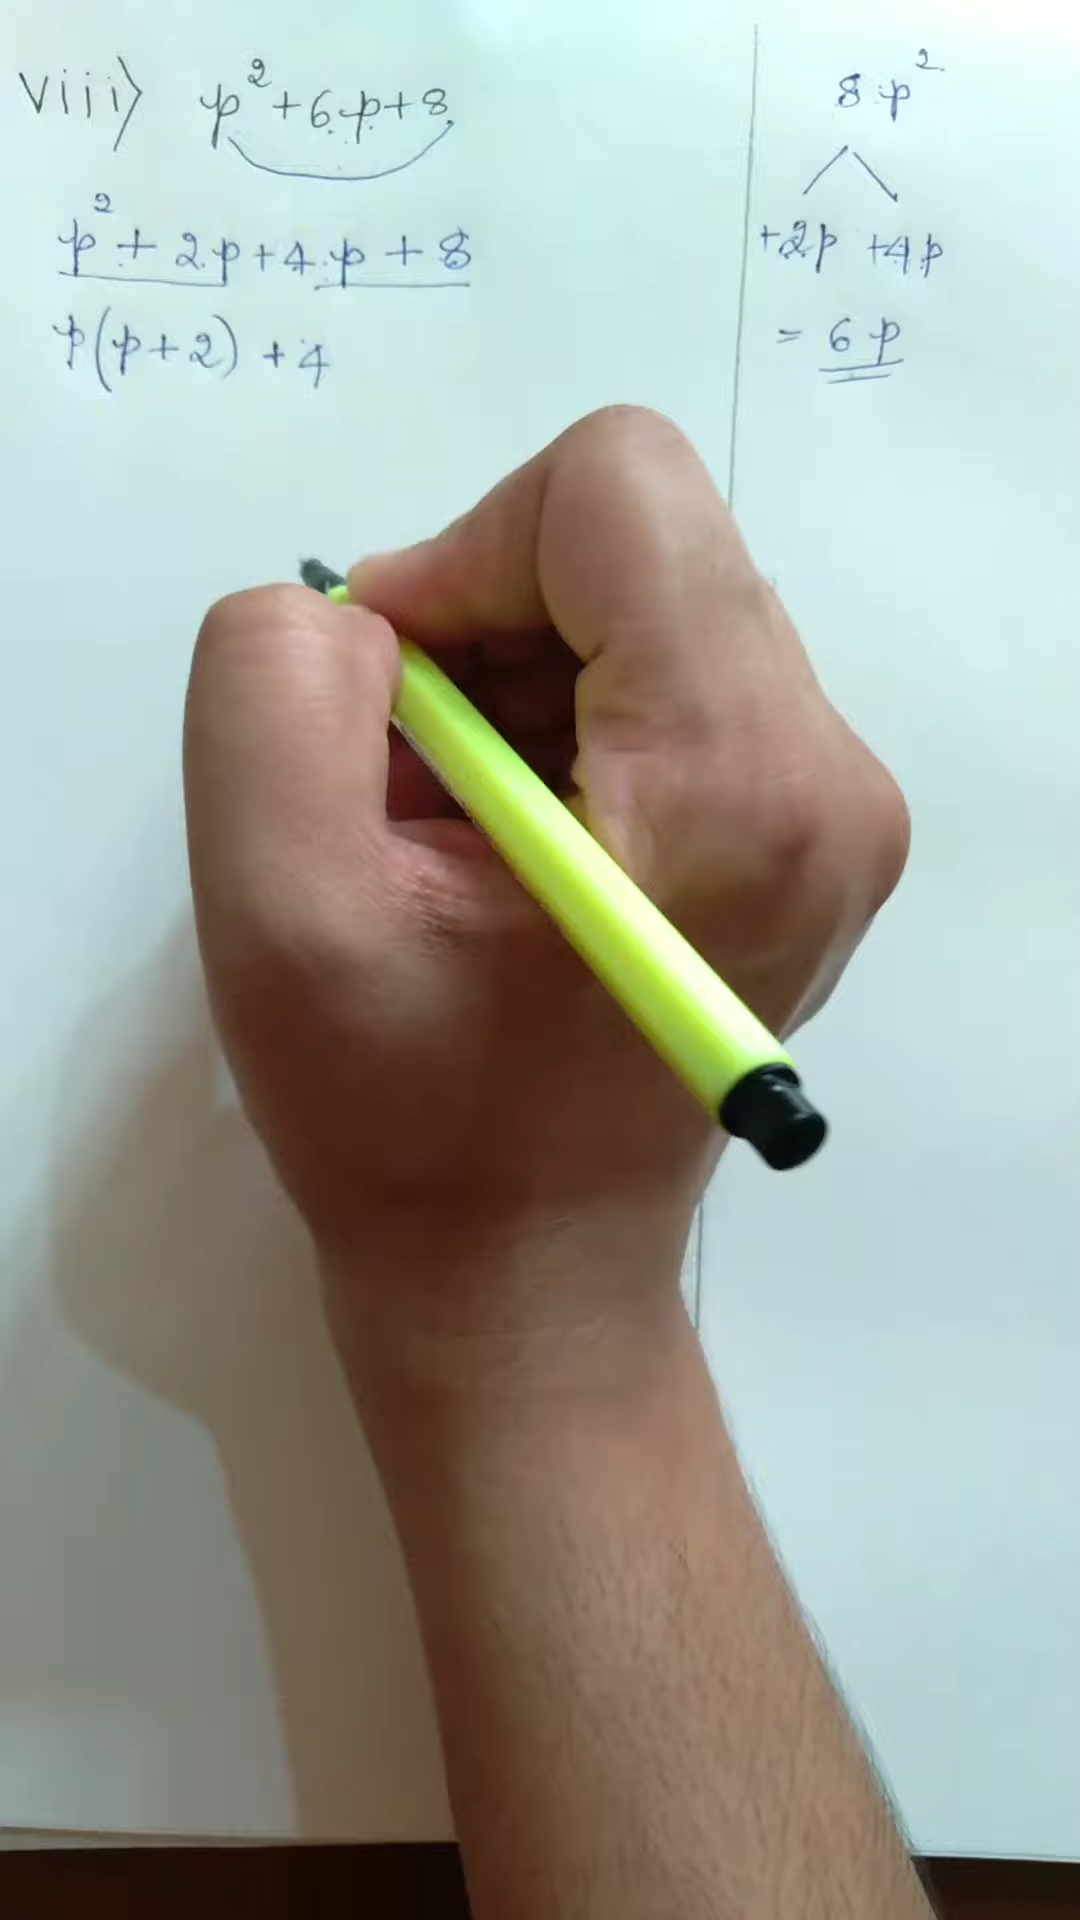 viii) p² + 6p + 8
p² + 2p + 4p + 8
p(p+2) + 4
8p²
+2p +4p
= 6p